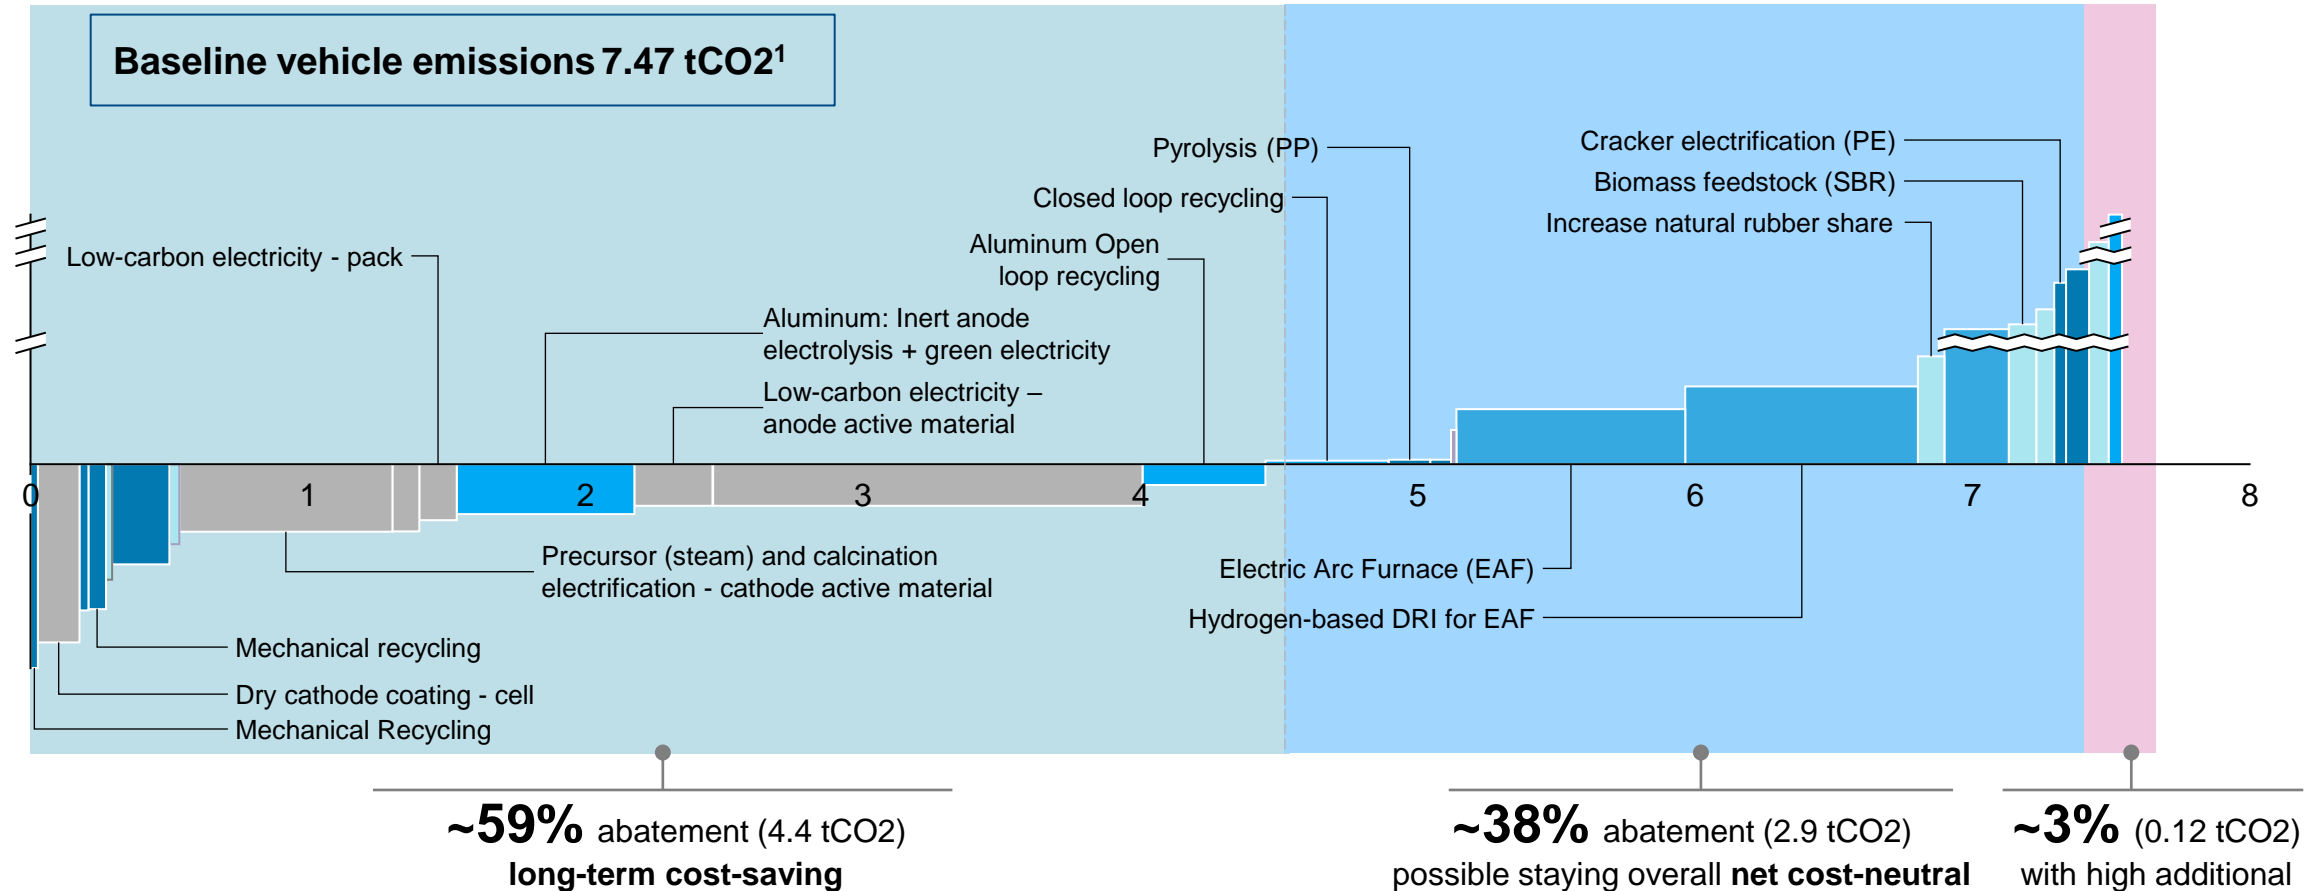 Baseline vehicle emissions 7.47 tCO2¹
Pyrolysis (PP)
Closed loop recycling
Aluminum Open
loop recycling
Cracker electrification (PE)
Biomass feedstock (SBR)
Increase natural rubber share
Low-carbon electricity - pack
Aluminum: Inert anode
electrolysis + green electricity
Low-carbon electricity –
anode active material
0 1 2 3 4 5 6 7 8
Precursor (steam) and calcination
electrification - cathode active material
Electric Arc Furnace (EAF)
Hydrogen-based DRI for EAF
Mechanical recycling
Dry cathode coating - cell
Mechanical Recycling
~59% abatement (4.4 tCO2)
long-term cost-saving
~38% abatement (2.9 tCO2)
possible staying overall net cost-neutral
~3% (0.12 tCO2)
with high additional